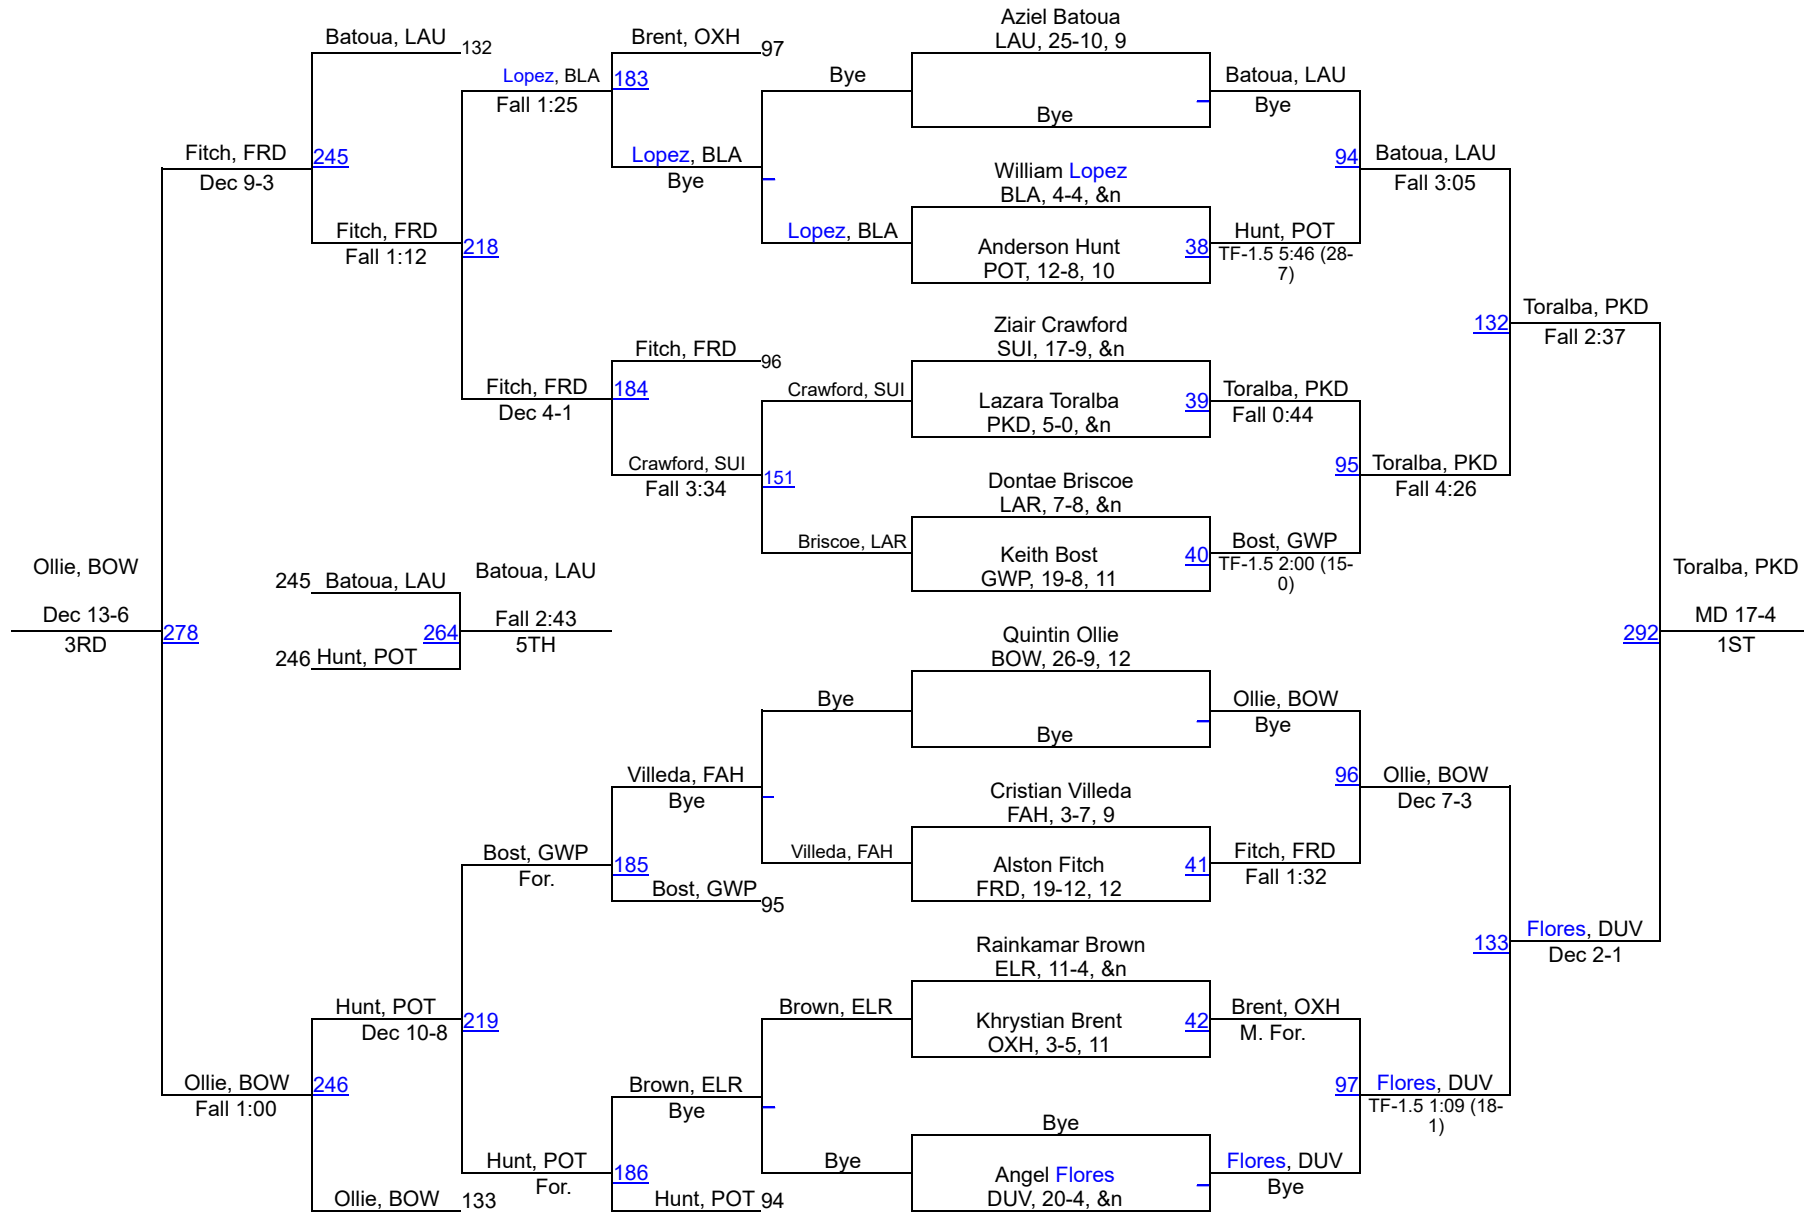 Aziel Batoua
LAU, 25-10, 9
Bye
William Lopez
BLA, 4-4, &n
Anderson Hunt
POT, 12-8, 10
38
Ziair Crawford
SUI, 17-9, &n
Lazara Toralba
PKD, 5-0, &n
39
Dontae Briscoe
LAR, 7-8, &n
Keith Bost
GWP, 19-8, 11
40
Quintin Ollie
BOW, 26-9, 12
Bye
Cristian Villeda
FAH, 3-7, 9
Alston Fitch
FRD, 19-12, 12
41
Rainkamar Brown
ELR, 11-4, &n
Khrystian Brent
OXH, 3-5, 11
42
Bye
Angel Flores
DUV, 20-4, &n
Batoua, LAU
Bye
94
Hunt, POT
TF-1.5 5:46 (28-
7)
Toralba, PKD
Fall 0:44
95
Bost, GWP
TF-1.5 2:00 (15-
0)
Ollie, BOW
Bye
96
Fitch, FRD
Fall 1:32
Brent, OXH
M. For.
97
Flores, DUV
Bye
Batoua, LAU
Fall 3:05
132
Toralba, PKD
Fall 4:26
Ollie, BOW
Dec 7-3
133
Flores, DUV
TF-1.5 1:09 (18-
1)
Toralba, PKD
Fall 2:37
292
Flores, DUV
Dec 2-1
Toralba, PKD
MD 17-4
1ST
Bye
Lopez, BLA
Crawford, SUI
151
Briscoe, LAR
Bye
Villeda, FAH
Brown, ELR
Bye
Brent, OXH
97
183
Lopez, BLA
Bye
Fitch, FRD
96
184
Crawford, SUI
Fall 3:34
Villeda, FAH
Bye
185
Bost, GWP
95
Brown, ELR
Bye
186
Hunt, POT
94
Lopez, BLA
Fall 1:25
218
Fitch, FRD
Dec 4-1
Bost, GWP
For.
219
Hunt, POT
For.
Batoua, LAU
132
245
Fitch, FRD
Fall 1:12
Hunt, POT
Dec 10-8
246
Ollie, BOW
133
Fitch, FRD
Dec 9-3
278
Ollie, BOW
Fall 1:00
Ollie, BOW
Dec 13-6
3RD
245
Batoua, LAU
264
246
Hunt, POT
Batoua, LAU
Fall 2:43
5TH